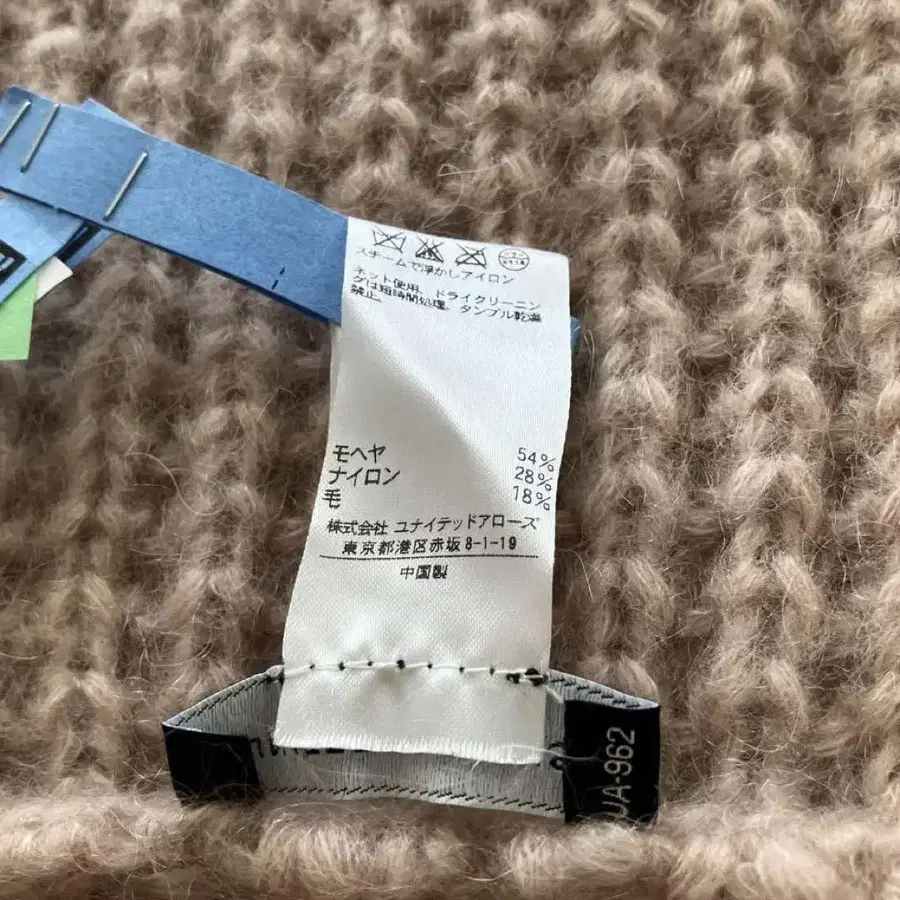 スチームで浮かしアイロン
ネット使用、ドライクリーニン
グは短時間処理、タンブル乾燥
禁止
モヘヤ 54%
ナイロン 28%
毛 18%
株式会社 ユナイテッドアローズ
東京都港区赤坂8-1-19
中国製
UA-962